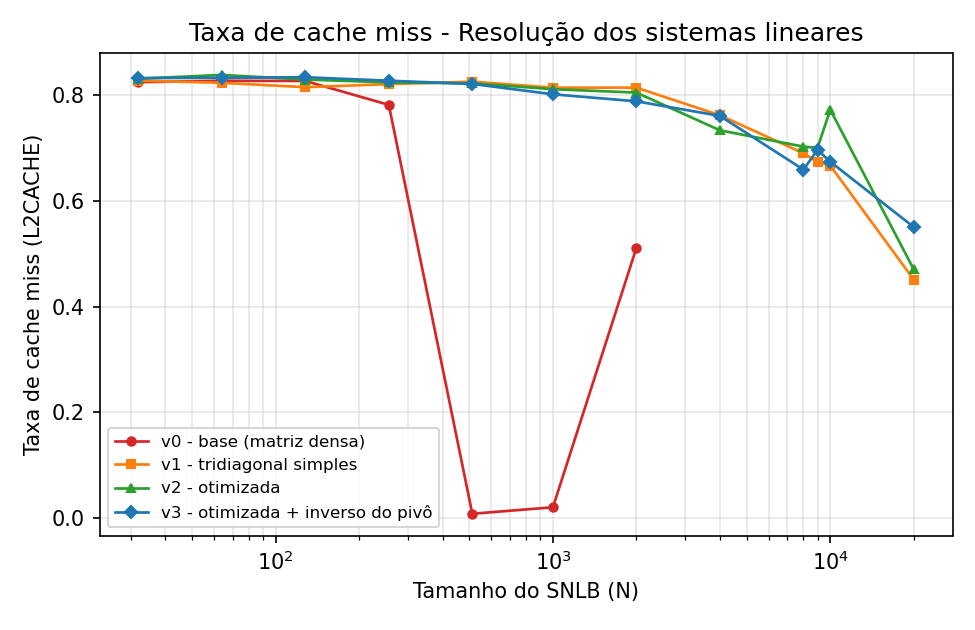 Taxa de cache miss - Resolução dos sistemas lineares
Taxa de cache miss (L2CACHE)
0.8
0.6
0.4
0.2
0.0
v0 - base (matriz densa)
v1 - tridiagonal simples
v2 - otimizada
v3 - otimizada + inverso do pivô
10²
10³
10⁴
Tamanho do SNLB (N)